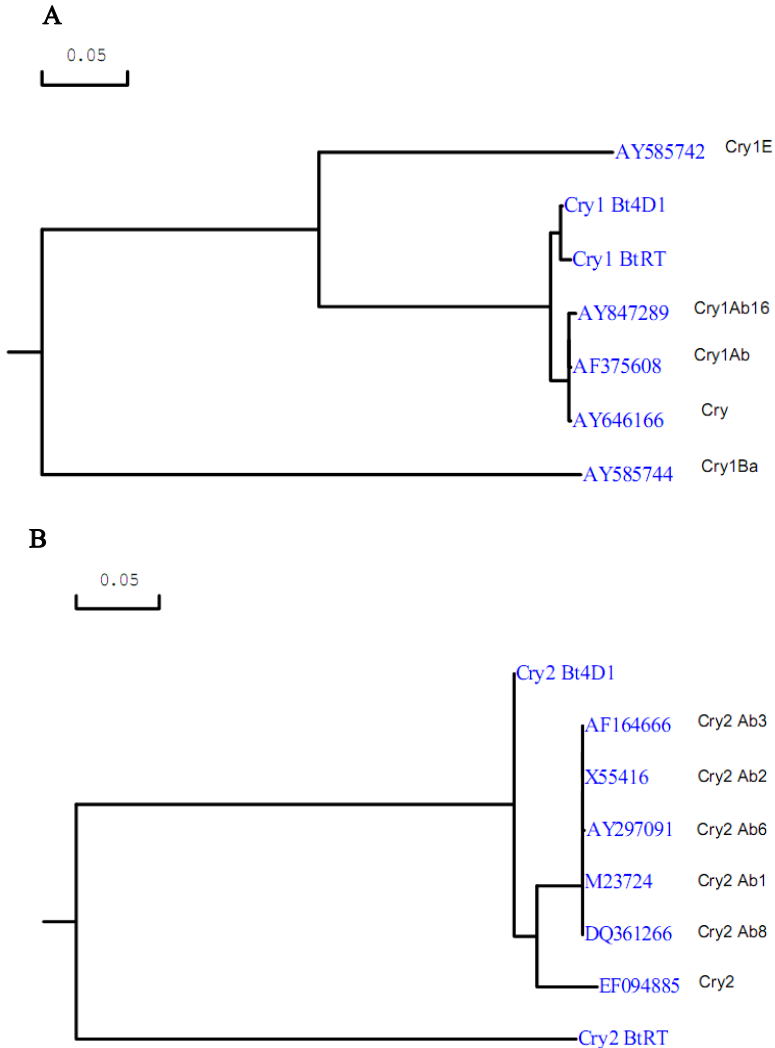 A
0.05
AY585742 Cry1E
Cry1 Bt4D1
Cry1 BtRT
AY847289 Cry1Ab16
AF375608 Cry1Ab
AY646166 Cry
AY585744 Cry1Ba
B
0.05
Cry2 Bt4D1
AF164666 Cry2 Ab3
X55416 Cry2 Ab2
AY297091 Cry2 Ab6
M23724 Cry2 Ab1
DQ361266 Cry2 Ab8
EF094885 Cry2
Cry2 BtRT